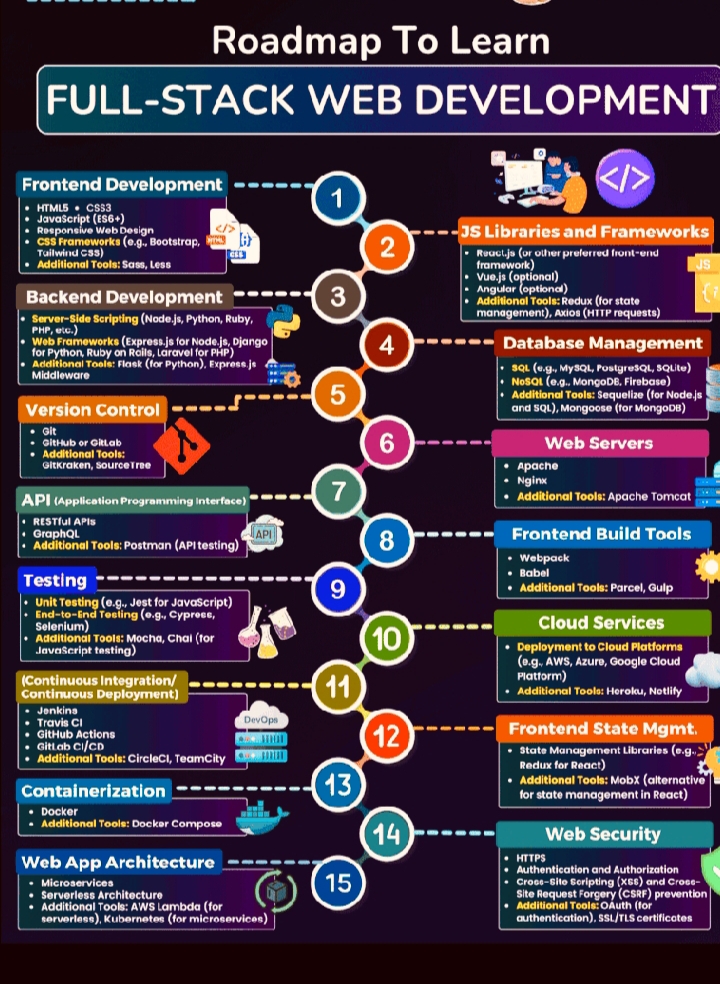 Roadmap To Learn
FULL-STACK WEB DEVELOPMENT
Frontend Development
1
• HTML5 • CSS3
• JavaScript (ES6+)
• Responsive Web Design
• CSS Frameworks (e.g., Bootstrap,
Tailwind CSS)
• Additional Tools: Sass, Less
HTML
CSS
</>
2
JS Libraries and Frameworks
• React.js (or other preferred front-end
framework)
• Vue.js (optional)
• Angular (optional)
• Additional Tools: Redux (for state
management), Axios (HTTP requests)
JS
Backend Development
3
• Server-Side Scripting (Node.js, Python, Ruby,
PHP, etc.)
• Web Frameworks (Express.js for Node.js, Django
for Python, Ruby on Rails, Laravel for PHP)
• Additional Tools: Flask (for Python), Express.js
Middleware
4
Database Management
• SQL (e.g., MySQL, PostgreSQL, SQLite)
• NoSQL (e.g., MongoDB, Firebase)
• Additional Tools: Sequelize (for Node.js
and SQL), Mongoose (for MongoDB)
Version Control
5
• Git
• GitHub or GitLab
• Additional Tools:
GitKraken, SourceTree
6
Web Servers
• Apache
• Nginx
• Additional Tools: Apache Tomcat
API (Application Programming Interface)
7
• RESTful APIs
• GraphQL
• Additional Tools: Postman (API testing)
API
8
Frontend Build Tools
• Webpack
• Babel
• Additional Tools: Parcel, Gulp
Testing
9
• Unit Testing (e.g., Jest for JavaScript)
• End-to-End Testing (e.g., Cypress,
Selenium)
• Additional Tools: Mocha, Chai (for
JavaScript testing)
10
Cloud Services
• Deployment to Cloud Platforms
(e.g., AWS, Azure, Google Cloud
Platform)
• Additional Tools: Heroku, Netlify
(Continuous Integration/
Continuous Deployment)
11
• Jenkins
• Travis CI
• GitHub Actions
• GitLab CI/CD
• Additional Tools: CircleCI, TeamCity
DevOps
12
Frontend State Mgmt.
• State Management Libraries (e.g.,
Redux for React)
• Additional Tools: MobX (alternative
for state management in React)
Containerization
13
• Docker
• Additional Tools: Docker Compose
14
Web Security
• HTTPS
• Authentication and Authorization
• Cross-Site Scripting (XSS) and Cross-
Site Request Forgery (CSRF) prevention
• Additional Tools: OAuth (for
authentication), SSL/TLS certificates
Web App Architecture
15
• Microservices
• Serverless Architecture
• Additional Tools: AWS Lambda (for
serverless), Kubernetes (for microservices)